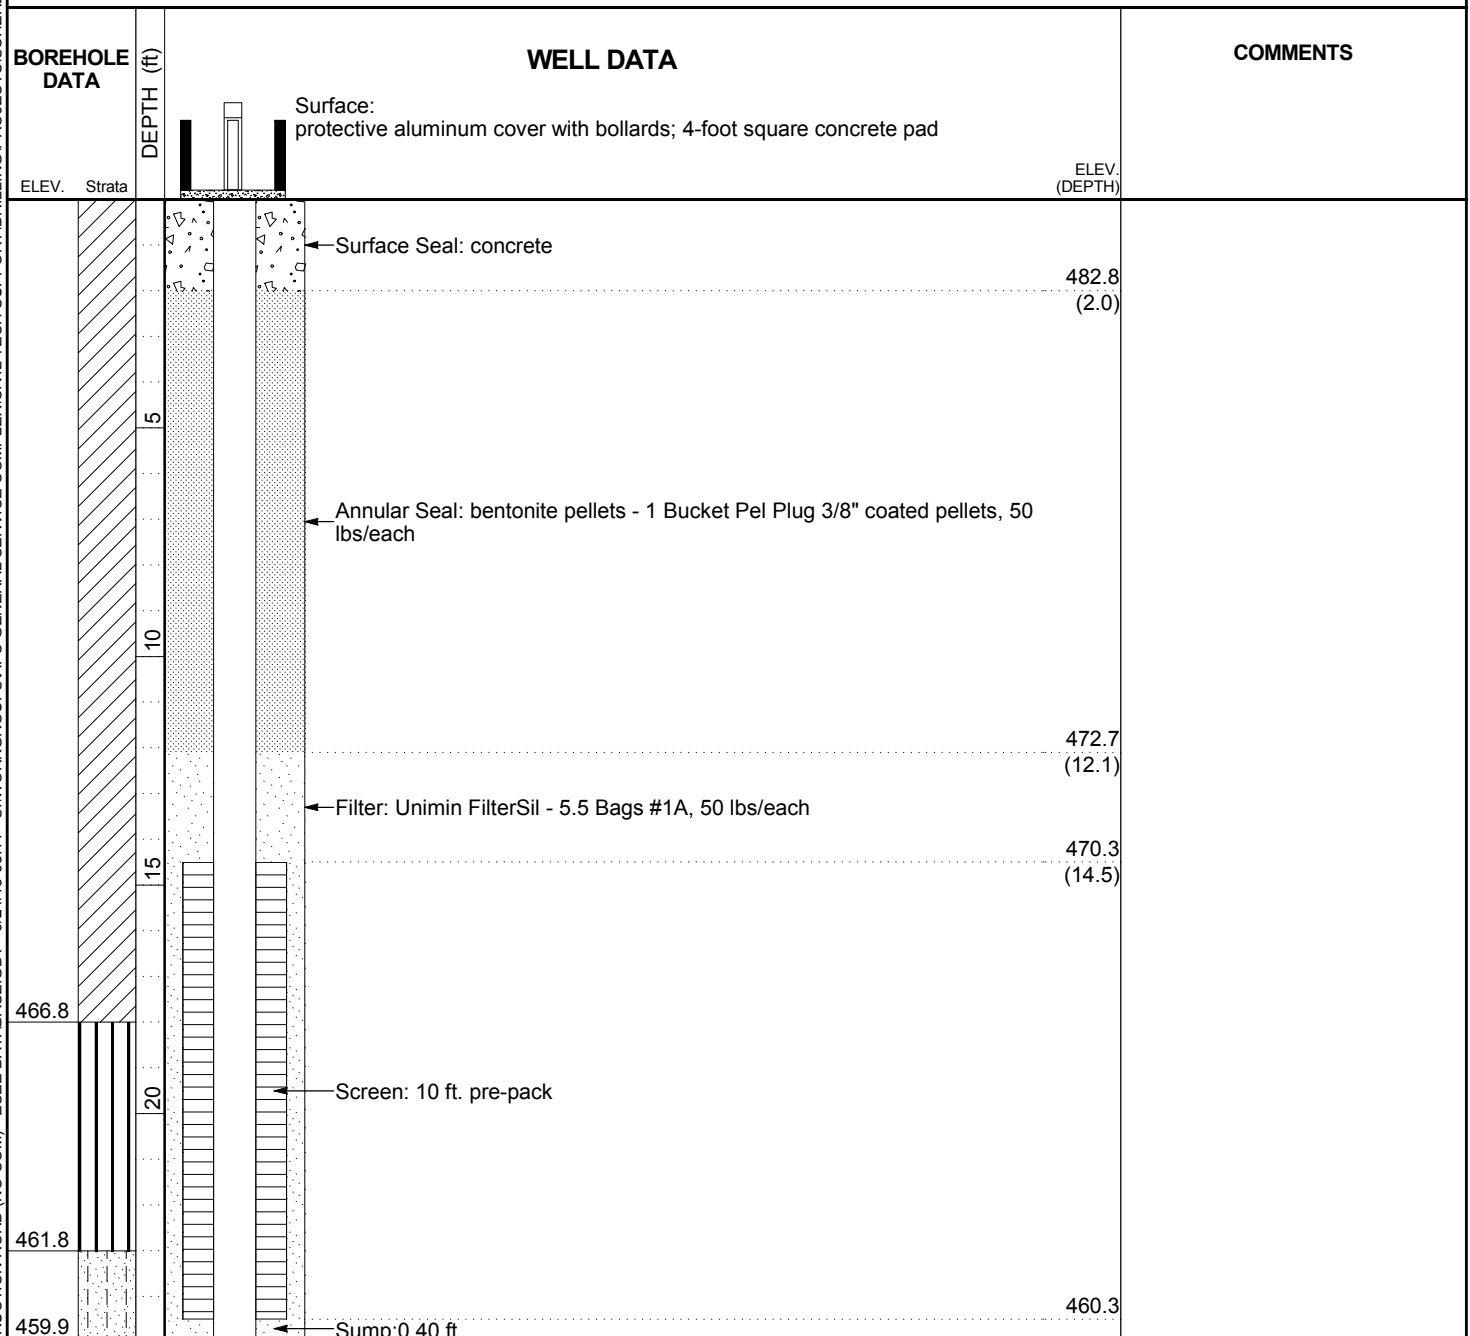 BOREHOLE
DATA
DEPTH (ft)
WELL DATA
COMMENTS
Surface:
protective aluminum cover with bollards; 4-foot square concrete pad
ELEV. Strata
ELEV.
(DEPTH)
Surface Seal: concrete
482.8
(2.0)
5
Annular Seal: bentonite pellets - 1 Bucket Pel Plug 3/8" coated pellets, 50
lbs/each
10
472.7
(12.1)
Filter: Unimin FilterSil - 5.5 Bags #1A, 50 lbs/each
470.3
(14.5)
15
466.8
Screen: 10 ft. pre-pack
20
461.8
460.3
459.9
Sump:0.40 ft